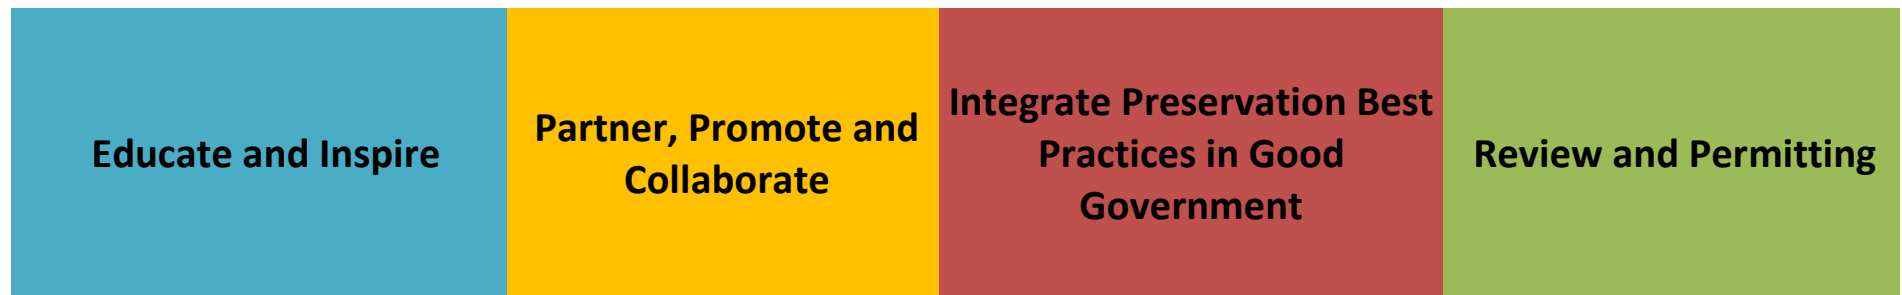 Educate and Inspire
Partner, Promote and
Collaborate
Integrate Preservation Best
Practices in Good
Government
Review and Permitting